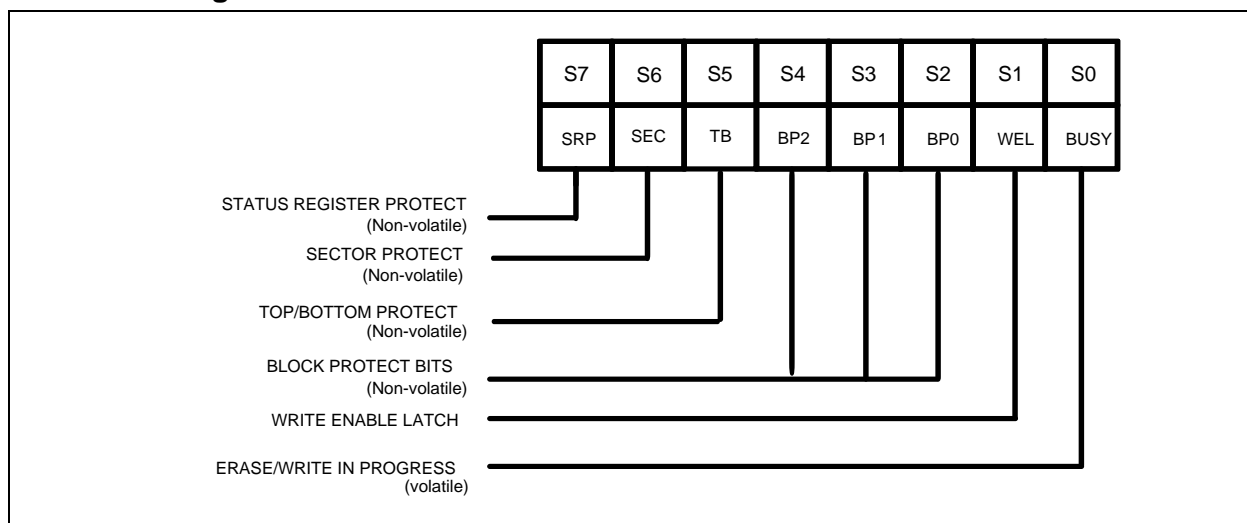 S7 S6 S5 S4 S3 S2 S1 S0
SRP SEC TB BP2 BP1 BP0 WEL BUSY
STATUS REGISTER PROTECT
(Non-volatile)
SECTOR PROTECT
(Non-volatile)
TOP/BOTTOM PROTECT
(Non-volatile)
BLOCK PROTECT BITS
(Non-volatile)
WRITE ENABLE LATCH
ERASE/WRITE IN PROGRESS
(volatile)